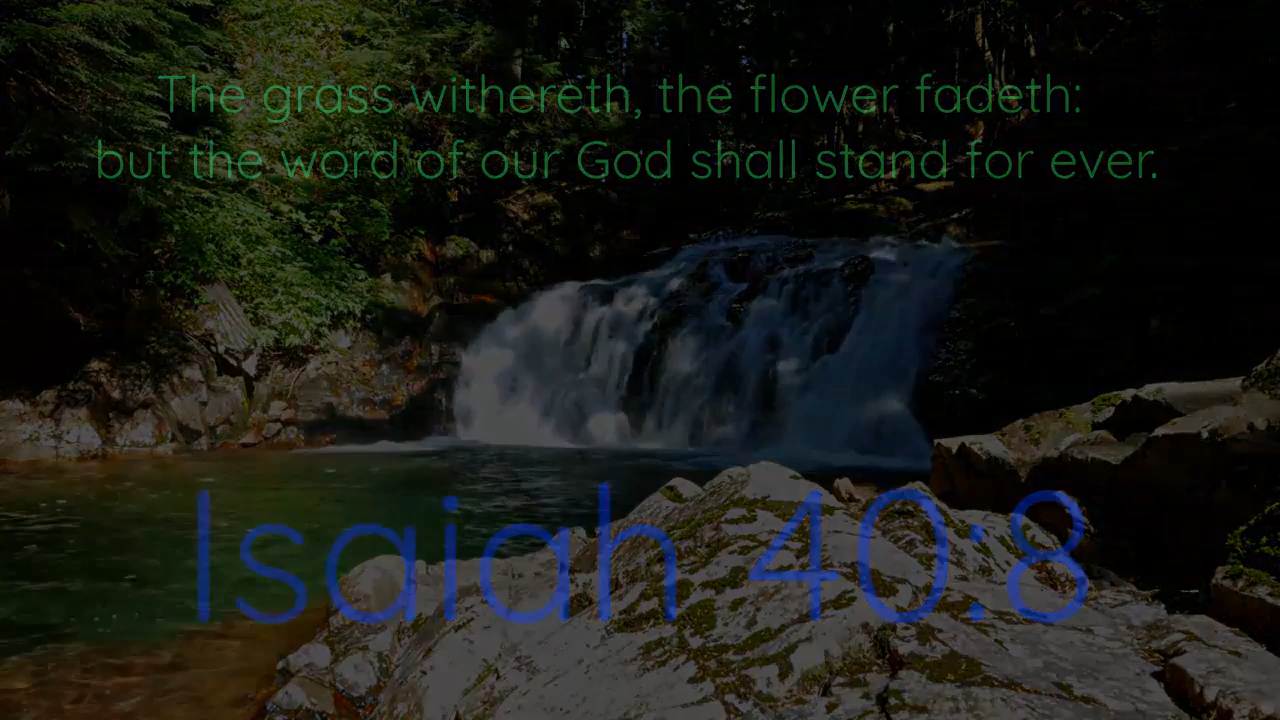 The grass withereth, the flower fadeth:
but the word of our God shall stand for ever.
Isaiah 40:8